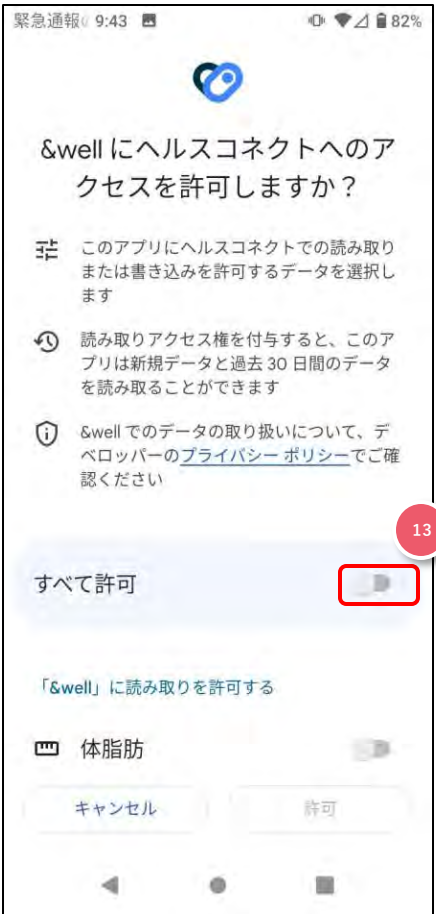 緊急通報 9:43 82%
&well にヘルスコネクトへのア
クセスを許可しますか?
このアプリにヘルスコネクトでの読み取り
または書き込みを許可するデータを選択し
ます
読み取りアクセス権を付与すると、このア
プリは新規データと過去 30 日間のデータ
を読み取ることができます
&well でのデータの取り扱いについて、デ
ベロッパーのプライバシー ポリシーでご確
認ください
13
すべて許可
「&well」に読み取りを許可する
体脂肪
キャンセル 許可